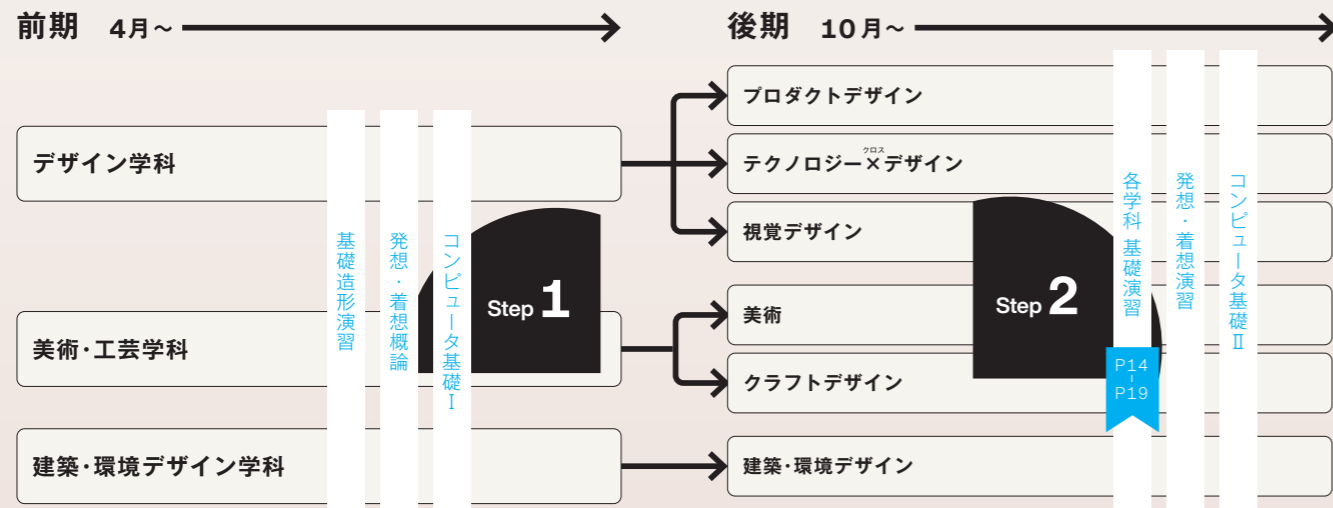 前期 4月~
デザイン学科
美術・工芸学科
建築・環境デザイン学科
基礎造形演習
発想・着想概論
コンピュータ基礎Ⅰ
Step 1
後期 10月~
プロダクトデザイン
クロス
テクノロジー×デザイン
視覚デザイン
美術
クラフトデザイン
建築・環境デザイン
Step 2
各学科 基礎演習
P14
-
P19
発想・着想演習
コンピュータ基礎Ⅱ